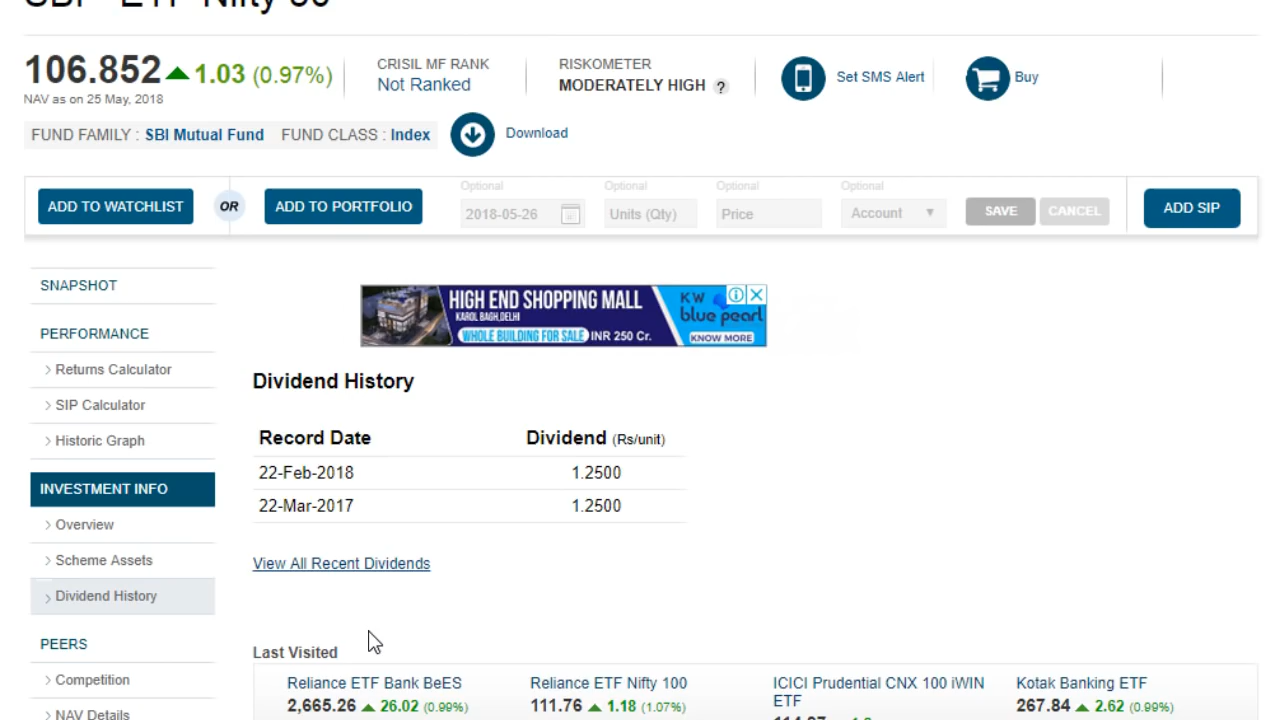 106.852 ▲ 1.03 (0.97%)
NAV as on 25 May, 2018
CRISIL MF RANK
Not Ranked
RISKOMETER
MODERATELY HIGH ?
Set SMS Alert
Buy
FUND FAMILY : SBI Mutual Fund FUND CLASS : Index
Download
ADD TO WATCHLIST
OR
ADD TO PORTFOLIO
Optional
2018-05-26
Optional
Units (Qty)
Optional
Price
Optional
Account ▼
SAVE
CANCEL
ADD SIP
SNAPSHOT
PERFORMANCE
> Returns Calculator
> SIP Calculator
> Historic Graph
INVESTMENT INFO
> Overview
> Scheme Assets
> Dividend History
PEERS
> Competition
> NAV Details
HIGH END SHOPPING MALL
KAROL BAGH, DELHI
WHOLE BUILDING FOR SALE INR 250 Cr.
KW
blue pearl
KNOW MORE
Dividend History
Record Date Dividend (Rs/unit)
22-Feb-2018 1.2500
22-Mar-2017 1.2500
View All Recent Dividends
Last Visited
Reliance ETF Bank BeES
2,665.26 ▲ 26.02 (0.99%)
Reliance ETF Nifty 100
111.76 ▲ 1.18 (1.07%)
ICICI Prudential CNX 100 iWIN
ETF
Kotak Banking ETF
267.84 ▲ 2.62 (0.99%)